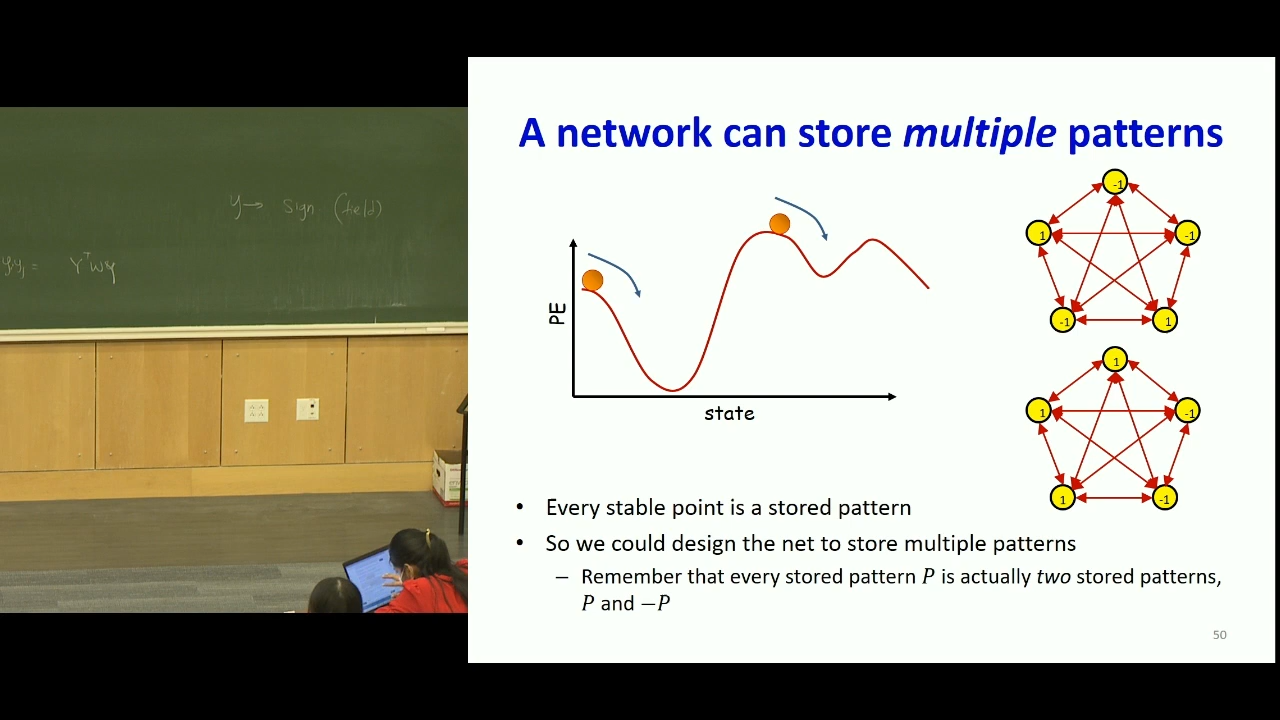 y → Sign (field)
Y^T W y
A network can store multiple patterns
PE
state
-1
1
-1
-1
1
1
1
-1
1
-1
• Every stable point is a stored pattern
• So we could design the net to store multiple patterns
– Remember that every stored pattern P is actually two stored patterns,
P and −P
50